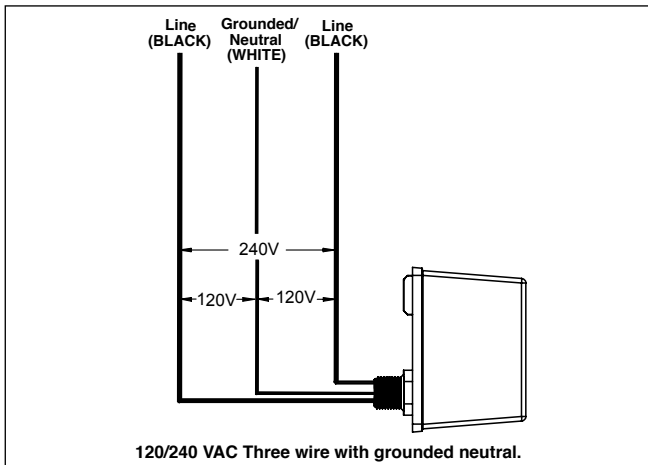 Line
(BLACK)
Grounded/
Neutral
(WHITE)
Line
(BLACK)
240V
120V
120V
120/240 VAC Three wire with grounded neutral.